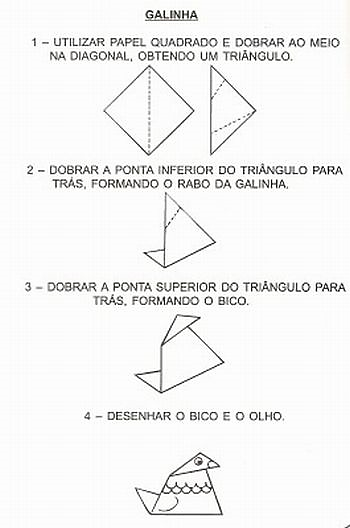 GALINHA
1 – UTILIZAR PAPEL QUADRADO E DOBRAR AO MEIO
NA DIAGONAL, OBTENDO UM TRIÂNGULO.
2 – DOBRAR A PONTA INFERIOR DO TRIÂNGULO PARA
TRÁS, FORMANDO O RABO DA GALINHA.
3 – DOBRAR A PONTA SUPERIOR DO TRIÂNGULO PARA
TRÁS, FORMANDO O BICO.
4 – DESENHAR O BICO E O OLHO.